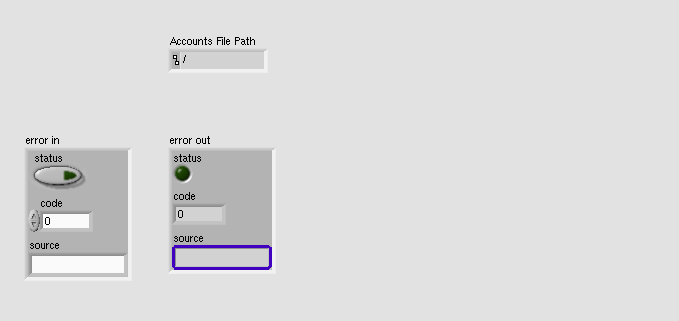 Accounts File Path
/
error in
status
code
0
source
error out
status
code
0
source